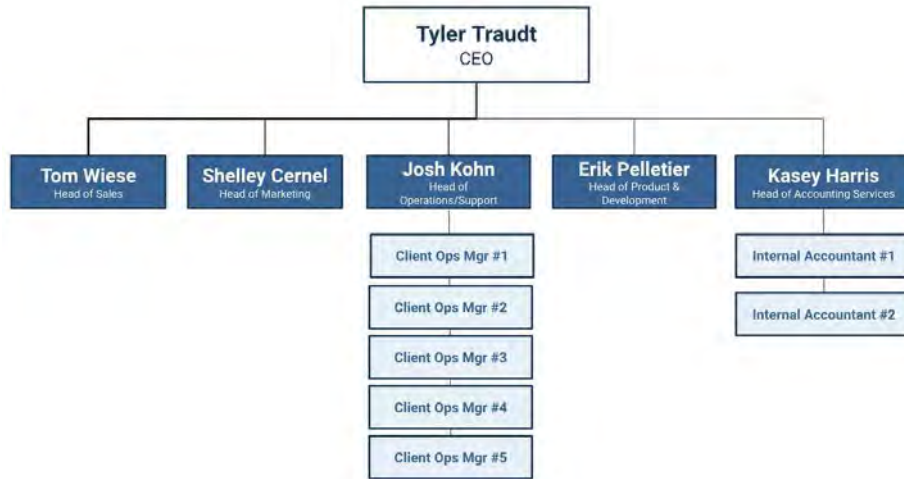 Tyler Traudt
CEO
Tom Wiese
Head of Sales
Shelley Cernel
Head of Marketing
Josh Kohn
Head of
Operations/Support
Erik Pelletier
Head of Product &
Development
Kasey Harris
Head of Accounting Services
Client Ops Mgr #1
Client Ops Mgr #2
Client Ops Mgr #3
Client Ops Mgr #4
Client Ops Mgr #5
Internal Accountant #1
Internal Accountant #2